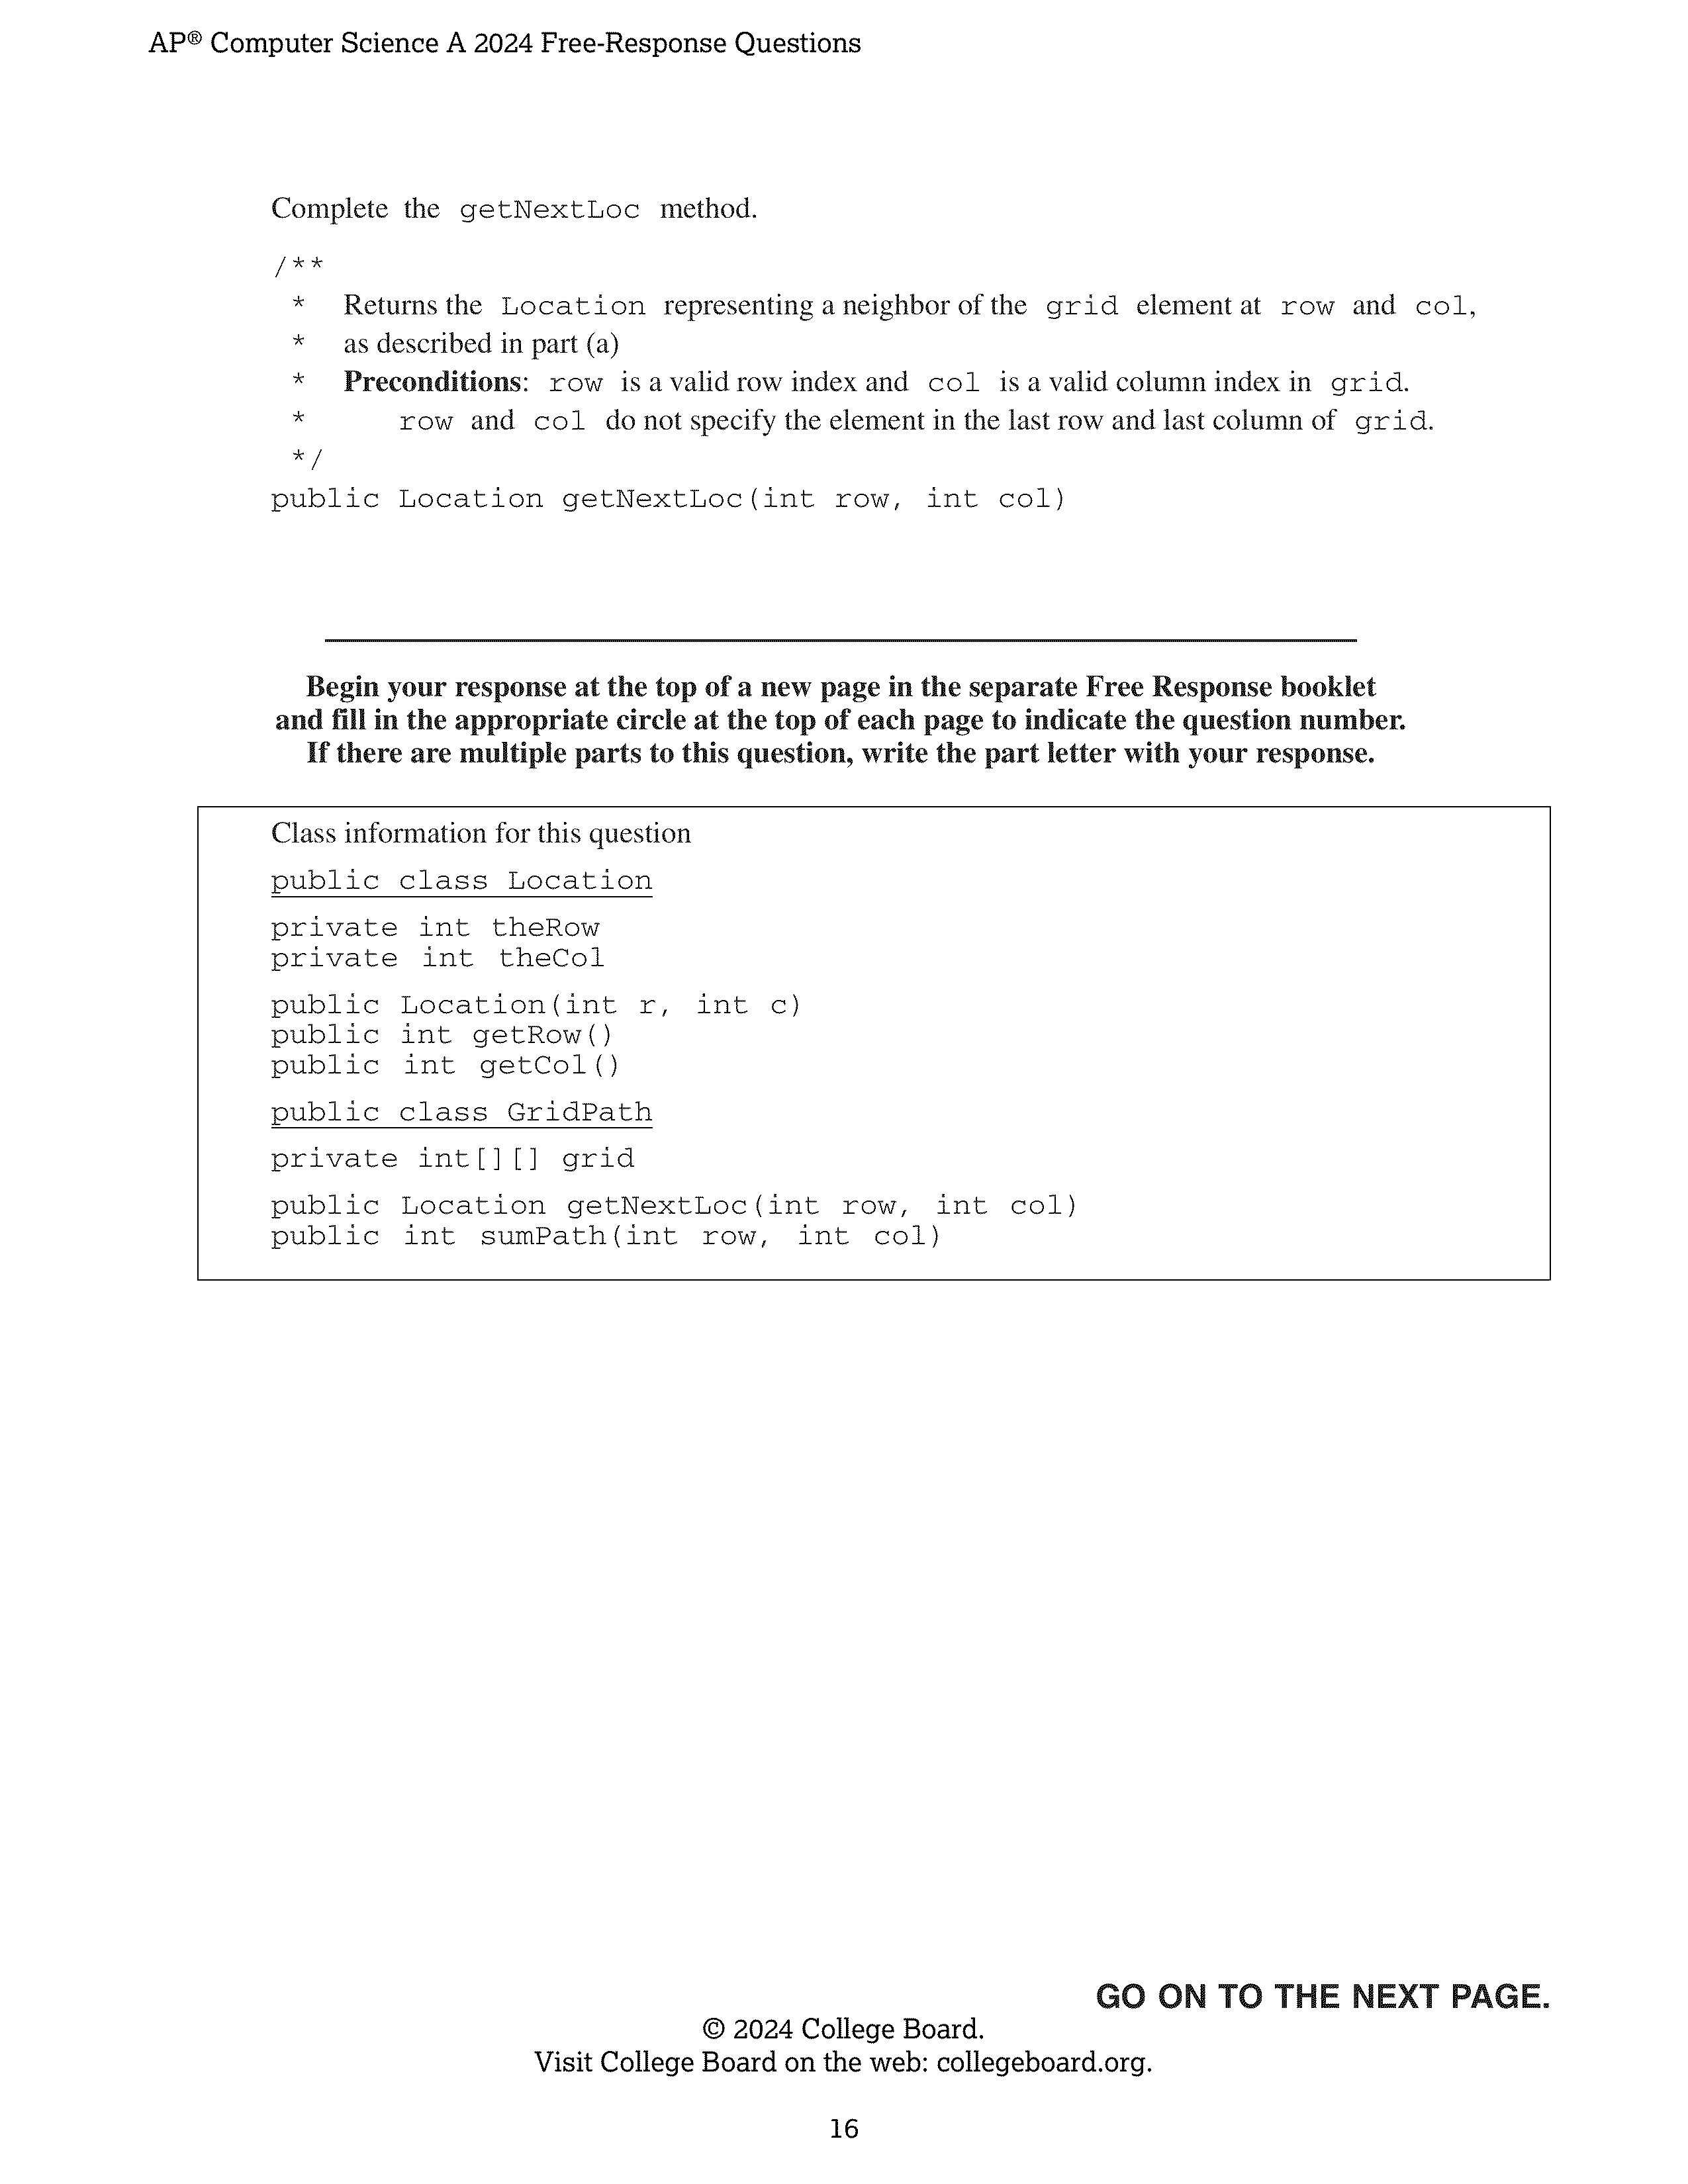 AP® Computer Science A 2024 Free-Response Questions
Complete the getNextLoc method.
/**
* Returns the Location representing a neighbor of the grid element at row and col,
* as described in part (a)
* Preconditions: row is a valid row index and col is a valid column index in grid.
* row and col do not specify the element in the last row and last column of grid.
*/
public Location getNextLoc(int row, int col)
Begin your response at the top of a new page in the separate Free Response booklet
and fill in the appropriate circle at the top of each page to indicate the question number.
If there are multiple parts to this question, write the part letter with your response.
Class information for this question
public class Location
private int theRow
private int theCol
public Location(int r, int c)
public int getRow()
public int getCol()
public class GridPath
private int[][] grid
public Location getNextLoc(int row, int col)
public int sumPath(int row, int col)
GO ON TO THE NEXT PAGE.
© 2024 College Board.
Visit College Board on the web: collegeboard.org.
16